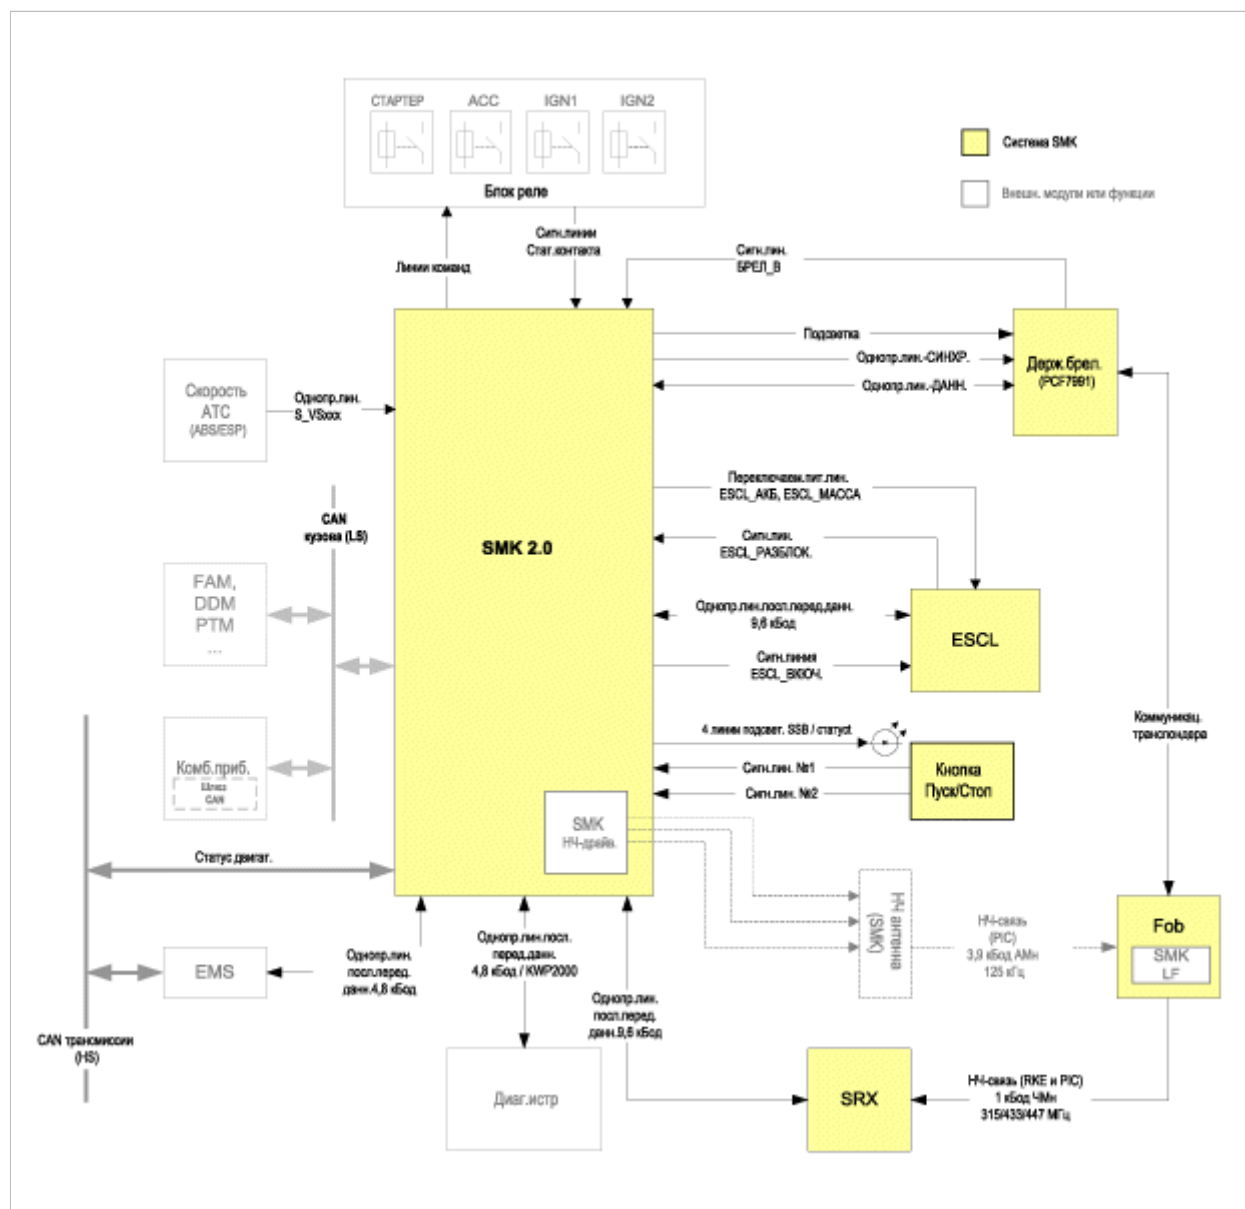 СТАРТЕР
ACC
IGN1
IGN2
Блок реле
Система SMK
Внешн. модули или функции
Линии команд
Сигн.линии
Стат.контакта
Сигн.лин.
БРЕЛ_В
Подсветка
Однопр.лин.-СИНХР.
Однопр.лин.-ДАНН.
Держ.брел.
(PCF7991)
Скорость
ATC
(ABS/ESP)
Однопр.лин.
S_VSxxx
Переключаем.пит.лин.
ESCL_АКБ, ESCL_МАССА
CAN
кузова (LS)
SMK 2.0
Сигн.лин.
ESCL_РАЗБЛОК.
FAM,
DDM
PTM
...
Однопр.лин.посл.перед.данн.
9,6 кБод
ESCL
Сигн.линия
ESCL_ВКЮЧ.
4 линии подсвет. SSB / статусt
Коммуникац.
транспондера
Комб.приб.
Шлюз
CAN
Сигн.лин. №1
Сигн.лин. №2
Кнопка
Пуск/Стоп
SMK
НЧ-драйв.
Статус.двигат.
НЧ антенна
(SMK)
НЧ-связь
(PIC)
3,9 кБод АМн
125 кГц
Fob
SMK
LF
EMS
Однопр.лин.
посл.перед.
данн.4,8 кБод
Однопр.лин.посл.
перед.данн.
4,8 кБод / KWP2000
Однопр.лин.
посл.перед.
данн.9,6 кБод
CAN трансмиссии
(HS)
Диаг.истр
SRX
НЧ-связь (RKE и PIC)
1 кБод ЧМн
315/433/447 МГц